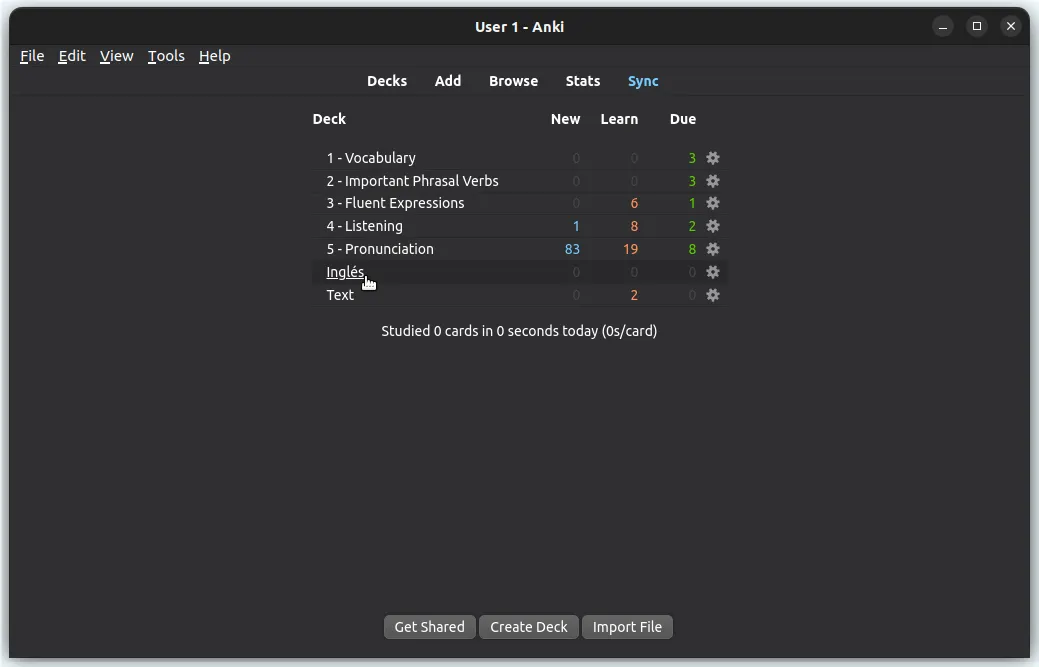 User 1 - Anki
File Edit View Tools Help
Decks Add Browse Stats Sync
Deck New Learn Due
1 - Vocabulary 0 0 3
2 - Important Phrasal Verbs 0 0 3
3 - Fluent Expressions 0 6 1
4 - Listening 1 8 2
5 - Pronunciation 83 19 8
Inglés 0 0 0
Text 0 2 0
Studied 0 cards in 0 seconds today (0s/card)
Get Shared Create Deck Import File